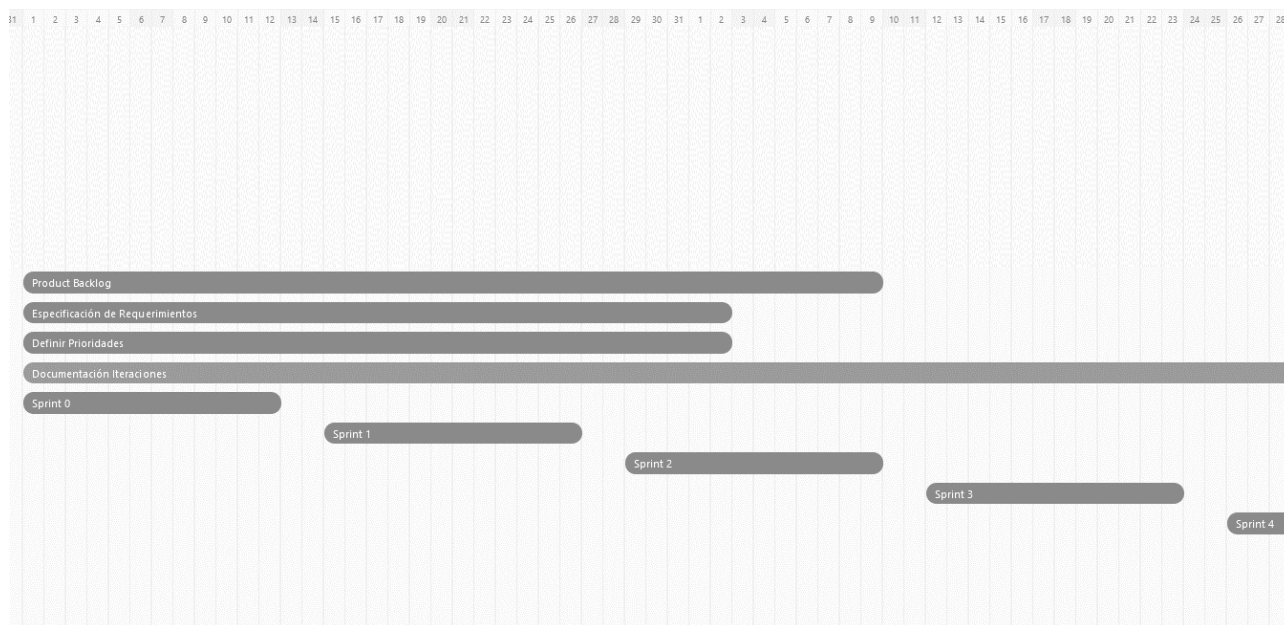 31 1 2 3 4 5 6 7 8 9 10 11 12 13 14 15 16 17 18 19 20 21 22 23 24 25 26 27 28 29 30 31 1 2 3 4 5 6 7 8 9 10 11 12 13 14 15 16 17 18 19 20 21 22 23 24 25 26 27 28
Product Backlog
Especificación de Requerimientos
Definir Prioridades
Documentación Iteraciones
Sprint 0
Sprint 1
Sprint 2
Sprint 3
Sprint 4